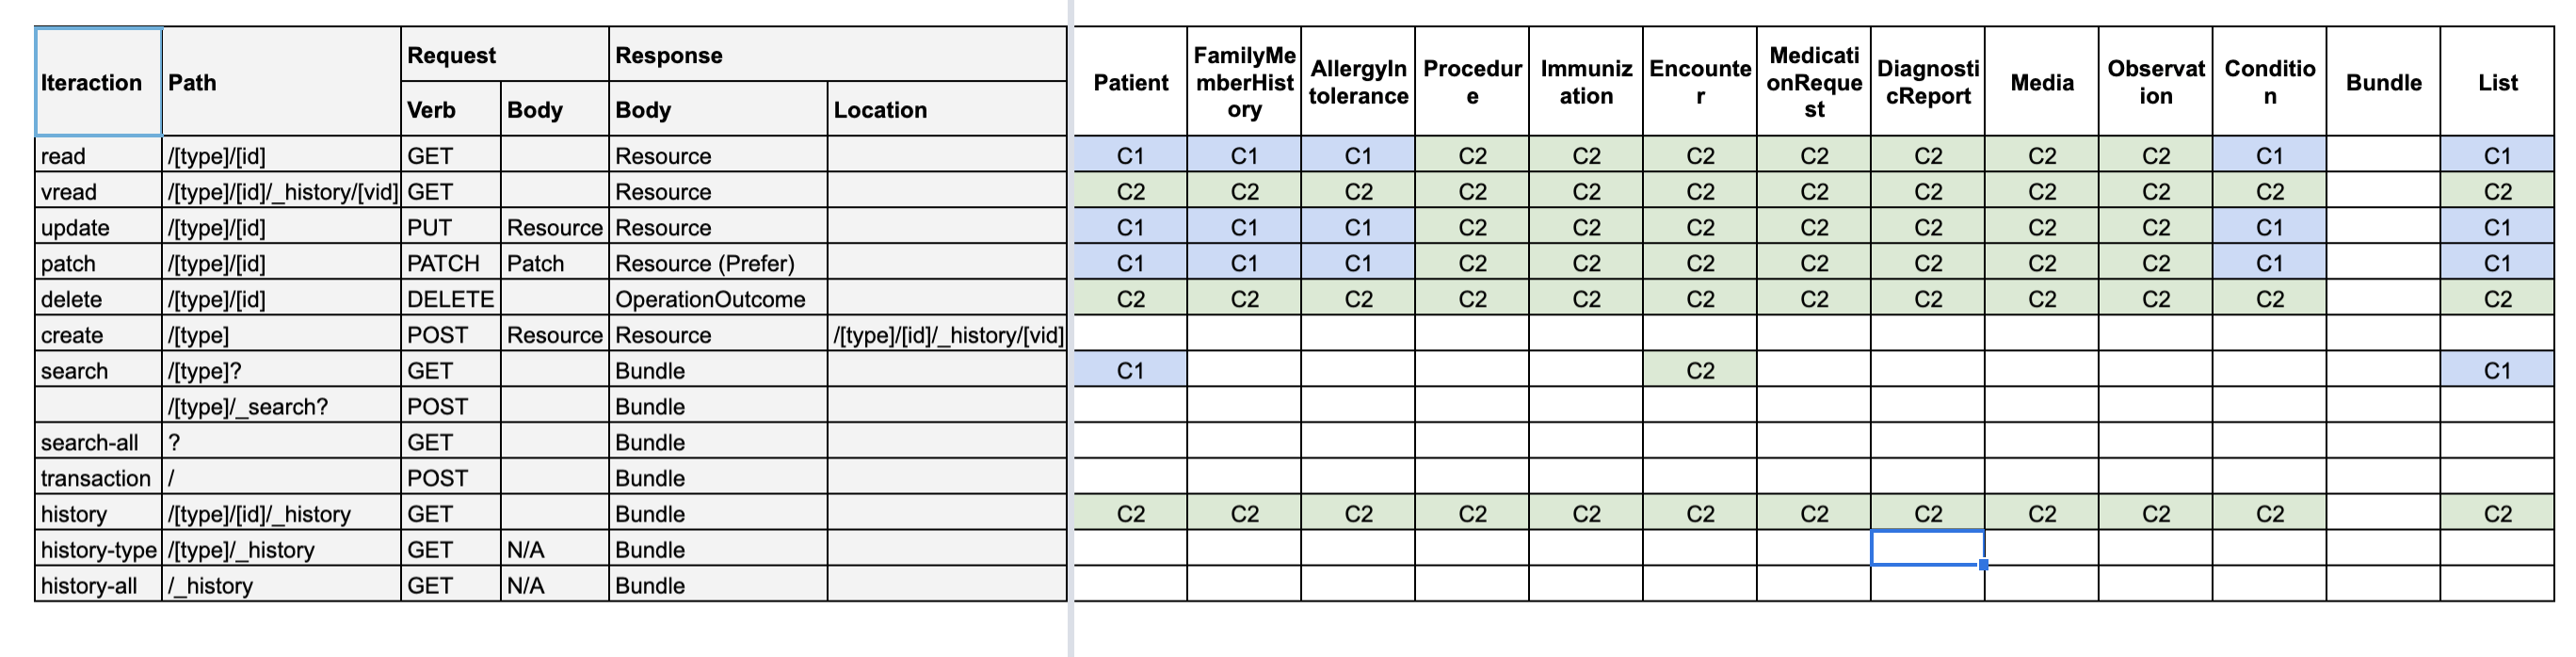 Iteraction Path Request Response Patient FamilyMemberHistory AllergyIntolerance Procedure Immunization Encounter MedicationRequest DiagnosticReport Media Observation Condition Bundle List
Verb Body Body Location
read /[type]/[id] GET Resource C1 C1 C1 C2 C2 C2 C2 C2 C2 C2 C1 C1
vread /[type]/[id]/_history/[vid] GET Resource C2 C2 C2 C2 C2 C2 C2 C2 C2 C2 C2 C2
update /[type]/[id] PUT Resource Resource C1 C1 C1 C2 C2 C2 C2 C2 C2 C2 C1 C1
patch /[type]/[id] PATCH Patch Resource (Prefer) C1 C1 C1 C2 C2 C2 C2 C2 C2 C2 C1 C1
delete /[type]/[id] DELETE OperationOutcome C2 C2 C2 C2 C2 C2 C2 C2 C2 C2 C2 C2
create /[type] POST Resource Resource /[type]/[id]/_history/[vid]
search /[type]? GET Bundle C1 C2 C1
/[type]/_search? POST Bundle
search-all ? GET Bundle
transaction / POST Bundle
history /[type]/[id]/_history GET Bundle C2 C2 C2 C2 C2 C2 C2 C2 C2 C2 C2 C2
history-type /[type]/_history GET N/A Bundle
history-all /_history GET N/A Bundle